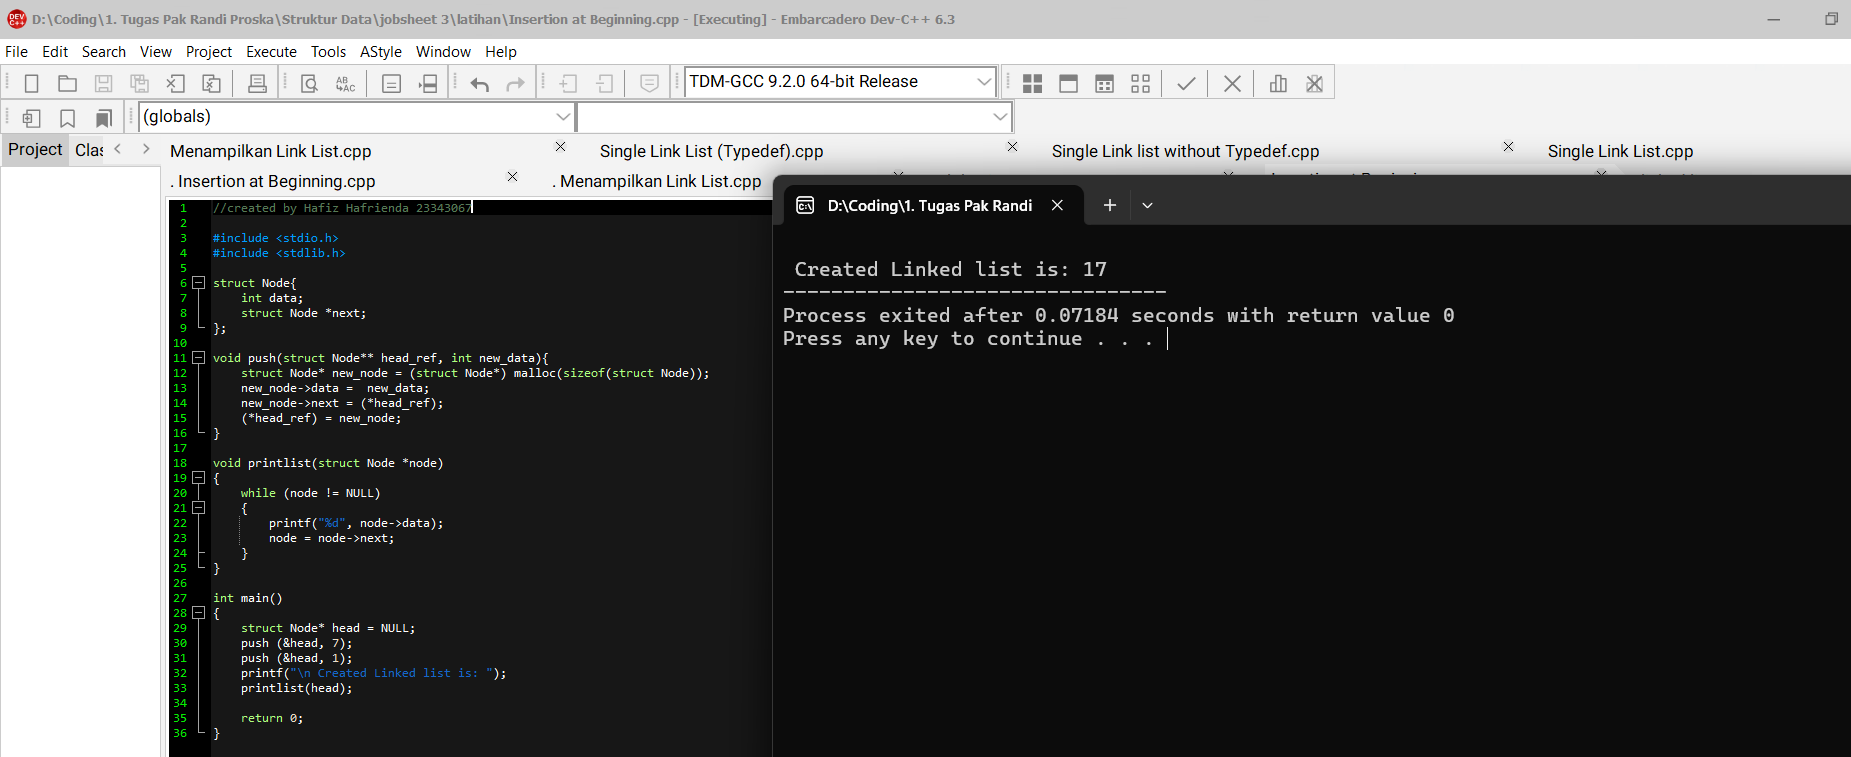 D:\Coding\1. Tugas Pak Randi Proska\Struktur Data\jobsheet 3\latihan\Insertion at Beginning.cpp - [Executing] - Embarcadero Dev-C++ 6.3
File Edit Search View Project Execute Tools AStyle Window Help
TDM-GCC 9.2.0 64-bit Release
(globals)
Project Clas
Menampilkan Link List.cpp Single Link List (Typedef).cpp Single Link list without Typedef.cpp Single Link List.cpp
. Insertion at Beginning.cpp . Menampilkan Link List.cpp
1 //created by Hafiz Hafrienda 23343067
2
3 #include <stdio.h>
4 #include <stdlib.h>
5
6 struct Node{
7 int data;
8 struct Node *next;
9 };
10
11 void push(struct Node** head_ref, int new_data){
12 struct Node* new_node = (struct Node*) malloc(sizeof(struct Node));
13 new_node->data =  new_data;
14 new_node->next = (*head_ref);
15 (*head_ref) = new_node;
16 }
17
18 void printlist(struct Node *node)
19 {
20 while (node != NULL)
21 {
22 printf("%d", node->data);
23 node = node->next;
24 }
25 }
26
27 int main()
28 {
29 struct Node* head = NULL;
30 push (&head, 7);
31 push (&head, 1);
32 printf("\n Created Linked list is: ");
33 printlist(head);
34
35 return 0;
36 }
D:\Coding\1. Tugas Pak Randi
Created Linked list is: 17
--------------------------------
Process exited after 0.07184 seconds with return value 0
Press any key to continue . . .